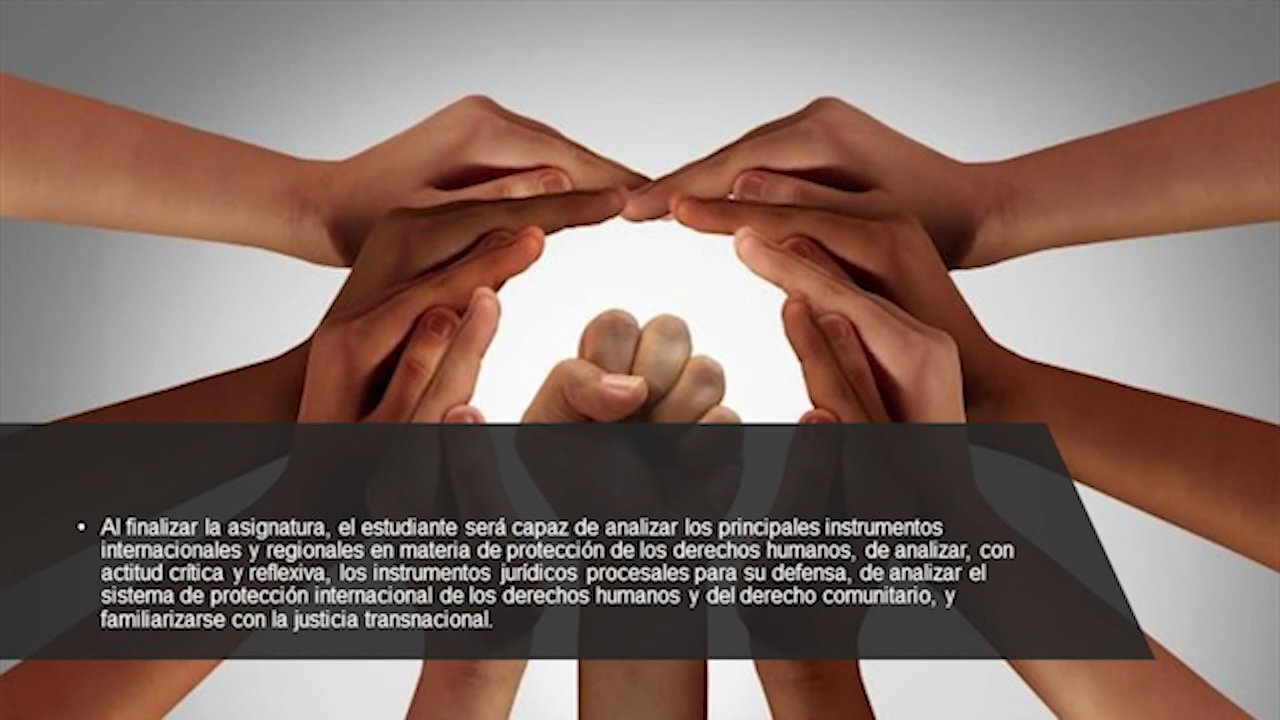 • Al finalizar la asignatura, el estudiante será capaz de analizar los principales instrumentos
internacionales y regionales en materia de protección de los derechos humanos, de analizar, con
actitud crítica y reflexiva, los instrumentos jurídicos procesales para su defensa, de analizar el
sistema de protección internacional de los derechos humanos y del derecho comunitario, y
familiarizarse con la justicia transnacional.